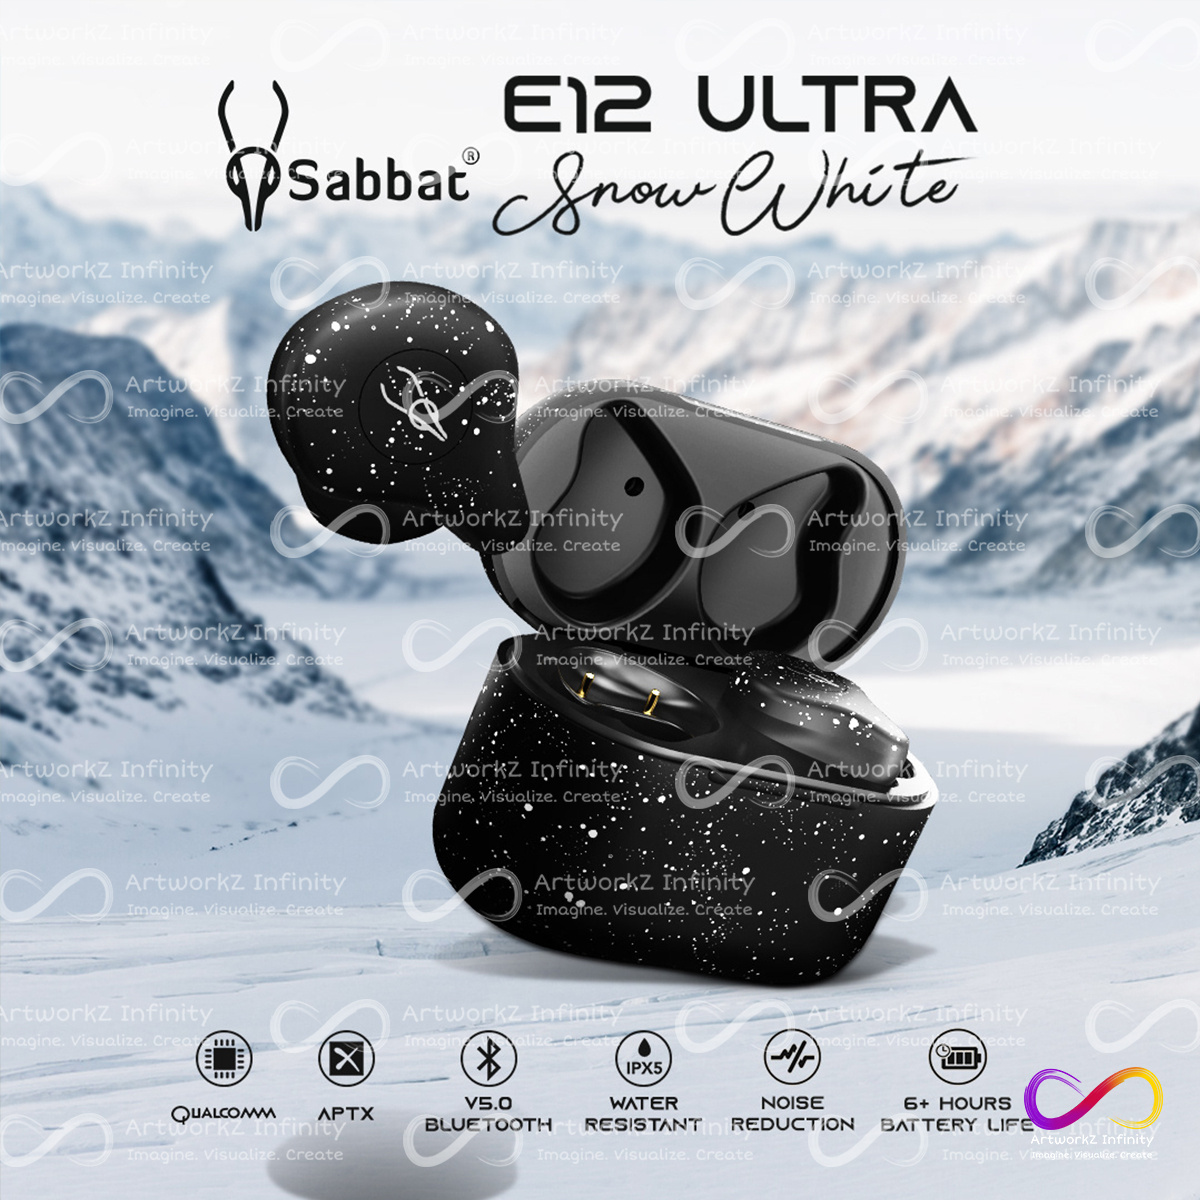 E12 ULTRA
Sabbat®
Snow White
IPX5
QUALCOMM
APTX
V5.0
BLUETOOTH
WATER
RESISTANT
NOISE
REDUCTION
6+ HOURS
BATTERY LIFE
ArtworkZ Infinity
Imagine. Visualize. Create